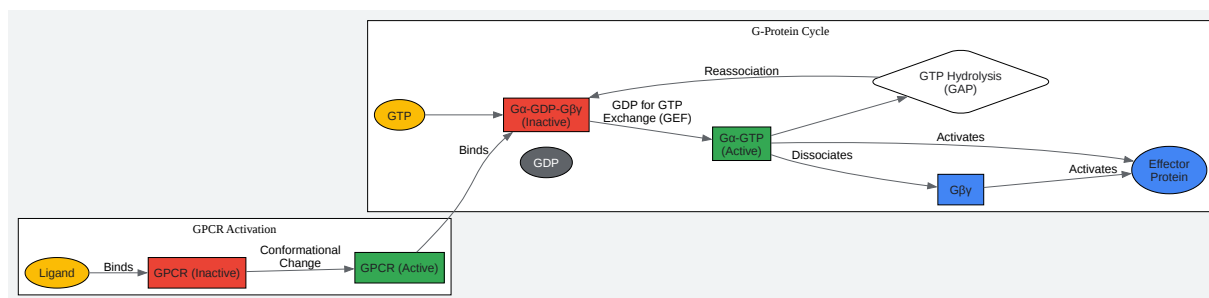 G-Protein Cycle
GTP Hydrolysis
(GAP)
Reassociation
GTP
Gα-GDP-Gβγ
(Inactive)
GDP for GTP
Exchange (GEF)
Gα-GTP
(Active)
Activates
Binds
GDP
Dissociates
Effector
Protein
Activates
Gβγ
GPCR Activation
Ligand
Binds
GPCR (Inactive)
Conformational
Change
GPCR (Active)